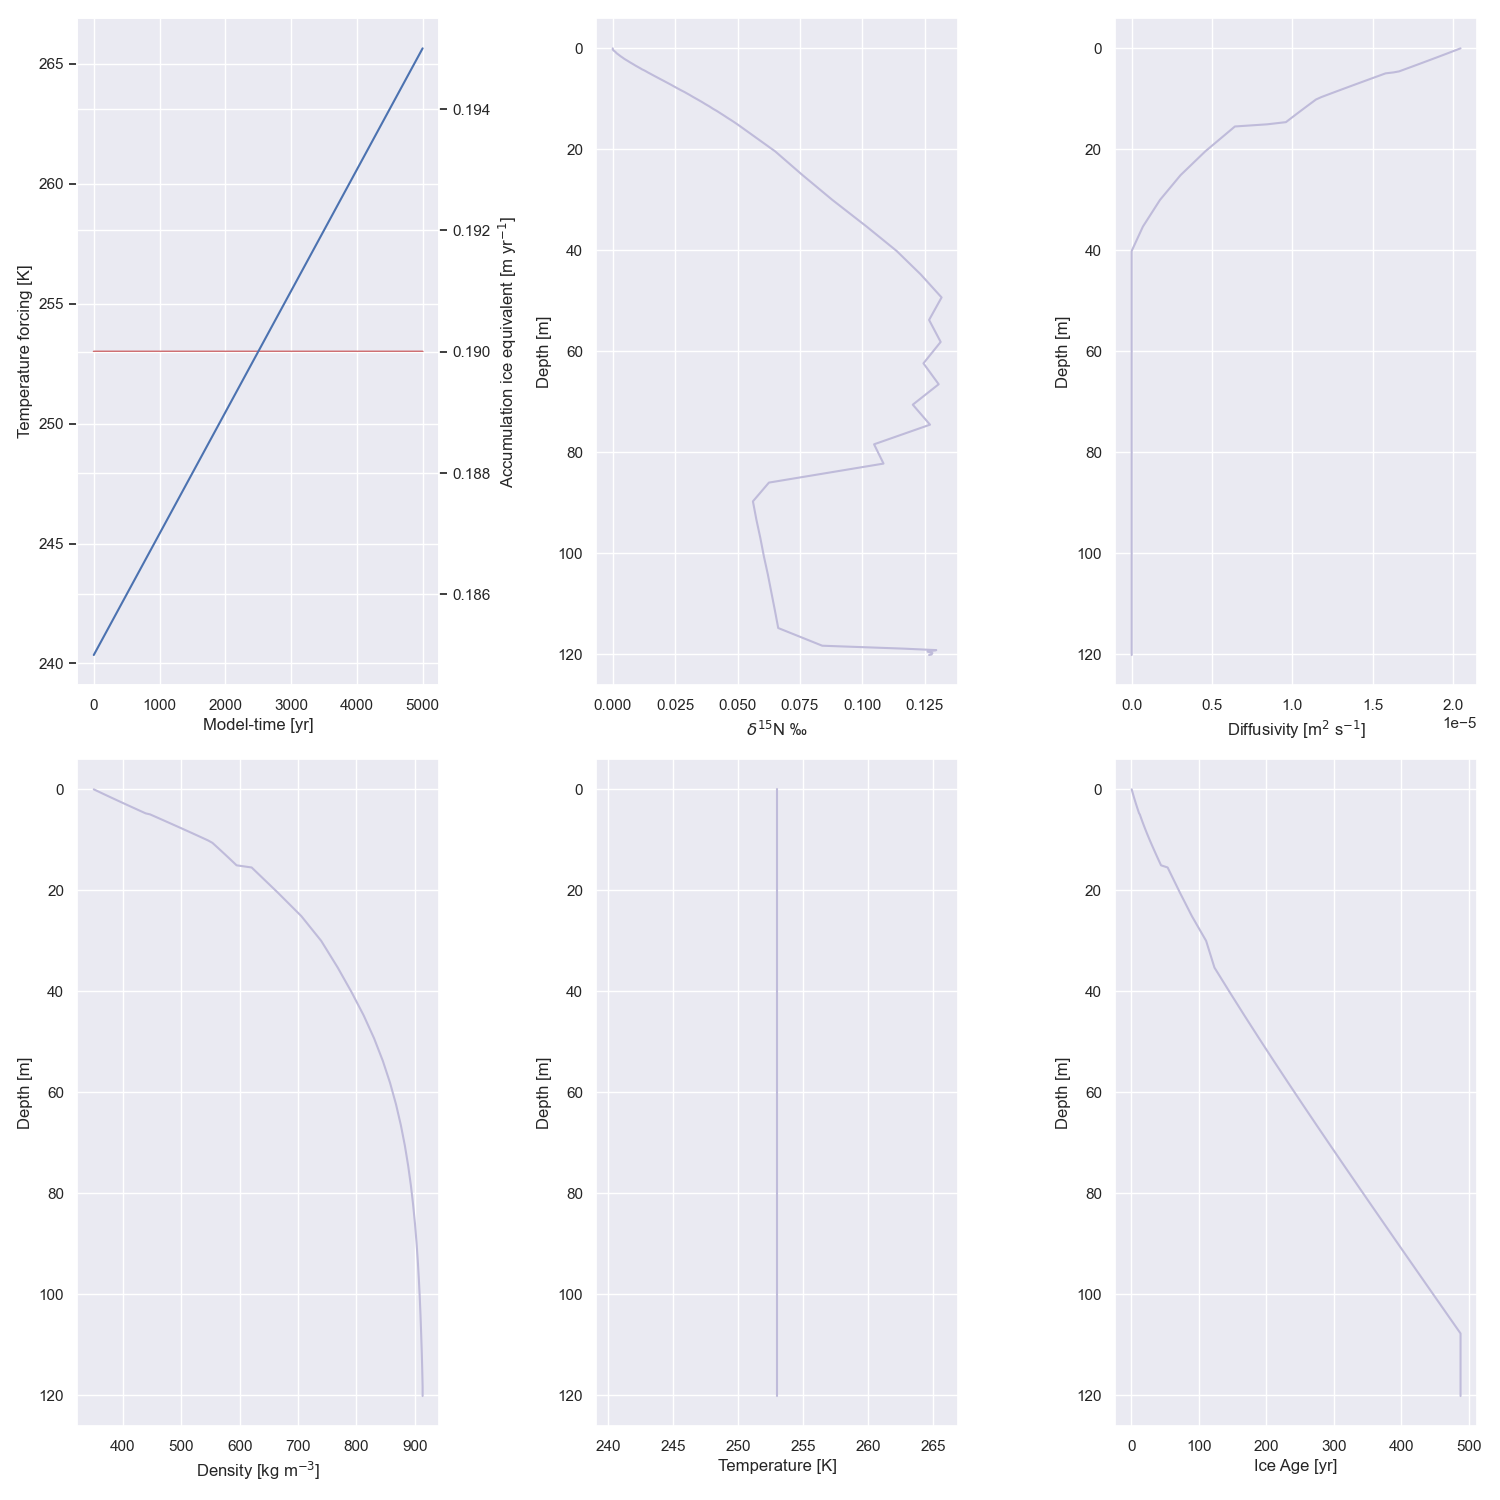 265
260
255
250
245
240
Temperature forcing [K]
0.194
0.192
0.190
0.188
0.186
Accumulation ice equivalent [m yr−1]
0 1000 2000 3000 4000 5000
Model-time [yr]
0
20
40
60
80
100
120
Depth [m]
0.000 0.025 0.050 0.075 0.100 0.125
δ15N ‰
0
20
40
60
80
100
120
Depth [m]
0.0 0.5 1.0 1.5 2.0
1e−5
Diffusivity [m2 s−1]
0
20
40
60
80
100
120
Depth [m]
400 500 600 700 800 900
Density [kg m−3]
0
20
40
60
80
100
120
Depth [m]
240 245 250 255 260 265
Temperature [K]
0
20
40
60
80
100
120
Depth [m]
0 100 200 300 400 500
Ice Age [yr]